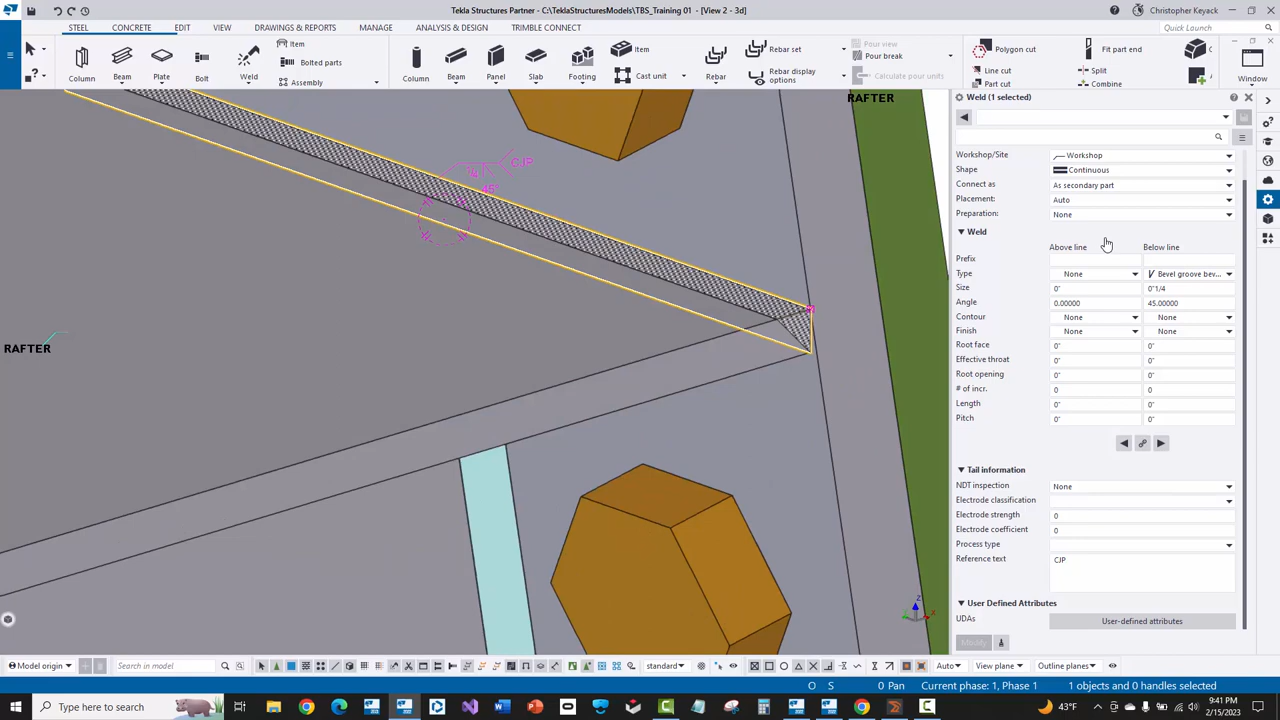 Tekla Structures Partner - C:\TeklaStructuresModels\TBS_Training 01 - [View 2 - 3d]
Christopher Keyack
STEEL CONCRETE EDIT VIEW DRAWINGS & REPORTS MANAGE ANALYSIS & DESIGN TRIMBLE CONNECT
Quick Launch
Column Beam Plate Bolt Weld
Item
Bolted parts
Assembly
Column Beam Panel Slab Footing
Item
Cast unit
Rebar
Rebar set
Rebar display options
Pour view
Pour break
Calculate pour units
Polygon cut
Line cut
Part cut
Fit part end
Split
Combine
Window
RAFTER
RAFTER
CJP
1/4
45°
Z
X
Weld (1 selected)
Workshop/Site Workshop
Shape Continuous
Connect as As secondary part
Placement: Auto
Preparation: None
Weld
Above line Below line
Prefix
Type None Bevel groove bev...
Size 0" 0"1/4
Angle 0.00000 45.00000
Contour None None
Finish None None
Root face 0" 0"
Effective throat 0" 0"
Root opening 0" 0"
# of incr. 0 0
Length 0" 0"
Pitch 0" 0"
Tail information
NDT inspection None
Electrode classification
Electrode strength 0
Electrode coefficient 0
Process type
Reference text CJP
User Defined Attributes
UDAs User-defined attributes
Modify
Model origin Search in model standard Auto View plane Outline planes
O S 0 Pan Current phase: 1, Phase 1 1 objects and 0 handles selected
Type here to search
9:41 PM
2/15/2023